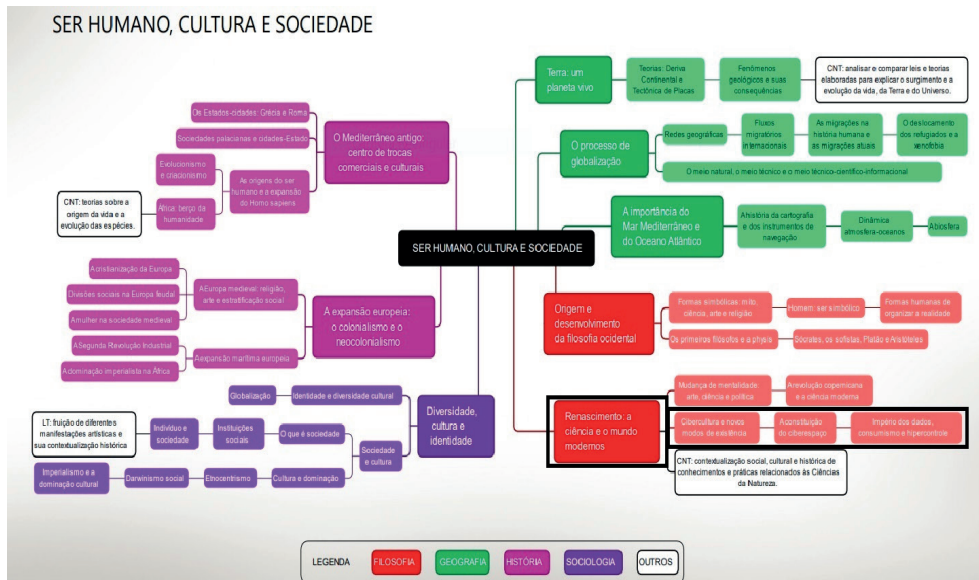 SER HUMANO, CULTURA E SOCIEDADE
Os Estados-cidades: Grécia e Roma
Sociedades palacianas e cidades-Estado
Evolucionismo
e criacionismo
África: berço da
humanidade
CNT: teorias sobre a
origem da vida e a
evolução das espécies.
As origens do ser
humano e a expansão
do Homo sapiens
O Mediterrâneo antigo:
centro de trocas
comerciais e culturais
A cristianização da Europa
Divisões sociais na Europa feudal
A mulher na sociedade medieval
A Europa medieval: religião,
arte e estratificação social
A Segunda Revolução Industrial
A dominação imperialista na África
A expansão marítima europeia
A expansão europeia:
o colonialismo e o
neocolonialismo
Globalização
Identidade e diversidade cultural
LT: fruição de diferentes
manifestações artísticas e
sua contextualização histórica
Indivíduo e
sociedade
Instituições
sociais
O que é sociedade
Imperialismo e a
dominação cultural
Darwinismo social
Etnocentrismo
Cultura e dominação
Sociedade
e cultura
Diversidade,
cultura e
identidade
SER HUMANO, CULTURA E SOCIEDADE
Terra: um
planeta vivo
Teorias: Deriva
Continental e
Tectônica de Placas
Fenômenos
geológicos e suas
consequências
CNT: analisar e comparar leis e teorias
elaboradas para explicar o surgimento e a
evolução da vida, da Terra e do Universo.
O processo de
globalização
Redes geográficas
Fluxos
migratórios
internacionais
As migrações na
história humana e
as migrações atuais
O deslocamento
dos refugiados e a
xenofobia
O meio natural, o meio técnico e o meio técnico-científico-informacional
A importância do
Mar Mediterrâneo e
do Oceano Atlântico
A história da cartografia
e dos instrumentos de
navegação
Dinâmica
atmosfera-oceanos
A biosfera
Origem e
desenvolvimento
da filosofia ocidental
Formas simbólicas: mito,
ciência, arte e religião
Homem: ser simbólico
Formas humanas de
organizar a realidade
Os primeiros filósofos e a physis
Sócrates, os sofistas, Platão e Aristóteles
Renascimento: a
ciência e o mundo
modernos
Mudança de mentalidade:
arte, ciência e política
A revolução copernicana
e a ciência moderna
Cibercultura e novos
modos de existência
A constituição
do ciberespaço
Império dos dados,
consumismo e hipercontrole
CNT: contextualização social, cultural e histórica de
conhecimentos e práticas relacionados às Ciências
da Natureza.
LEGENDA
FILOSOFIA
GEOGRAFIA
HISTÓRIA
SOCIOLOGIA
OUTROS